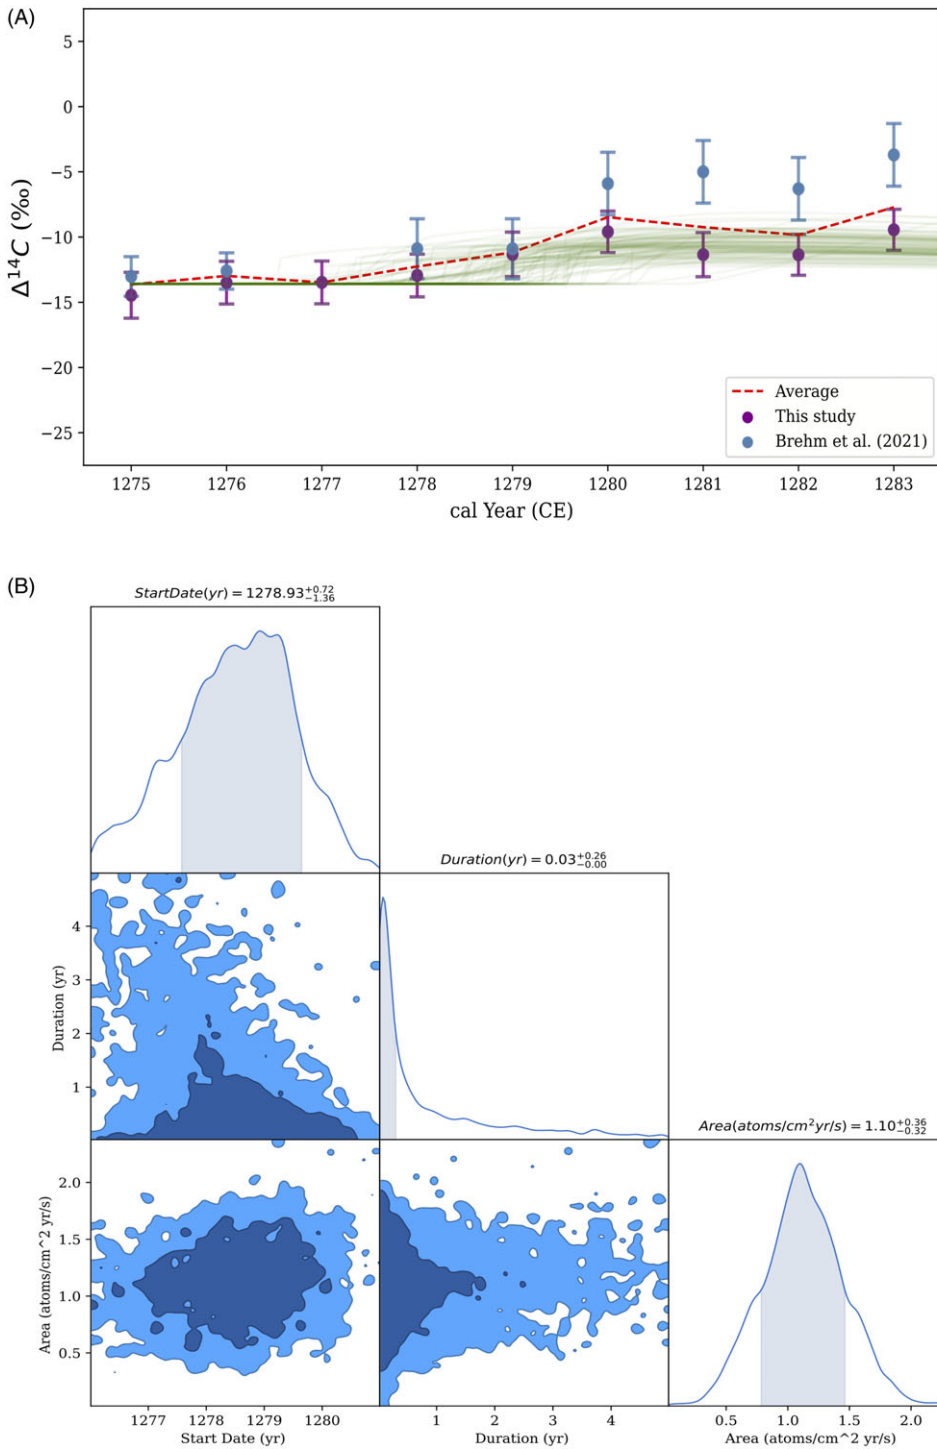 (A)
5
0
−5
−10
−15
−20
−25
Δ¹⁴C (‰)
Average
This study
Brehm et al. (2021)
1275 1276 1277 1278 1279 1280 1281 1282 1283
cal Year (CE)
(B)
StartDate(yr) = 1278.93+0.72−1.36
Duration(yr) = 0.03+0.26−0.00
4
3
2
1
Duration (yr)
Area(atoms/cm²yr/s) = 1.10+0.36−0.32
2.0
1.5
1.0
0.5
Area (atoms/cm^2 yr/s)
1277 1278 1279 1280 1 2 3 4 0.5 1.0 1.5 2.0
Start Date (yr) Duration (yr) Area (atoms/cm^2 yr/s)